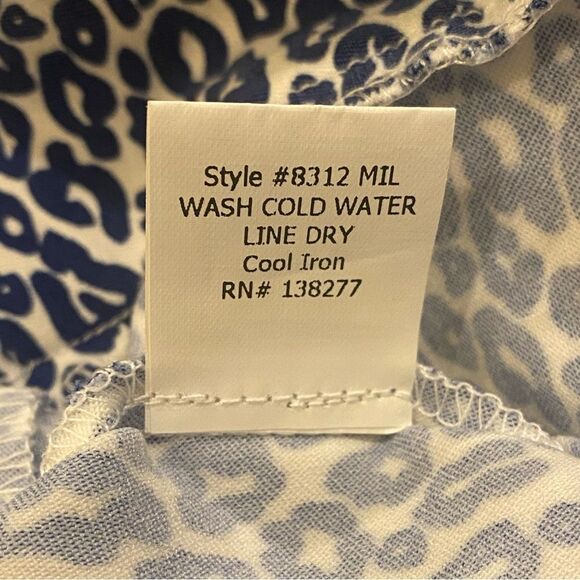 Style #8312 MIL
WASH COLD WATER
LINE DRY
Cool Iron
RN# 138277